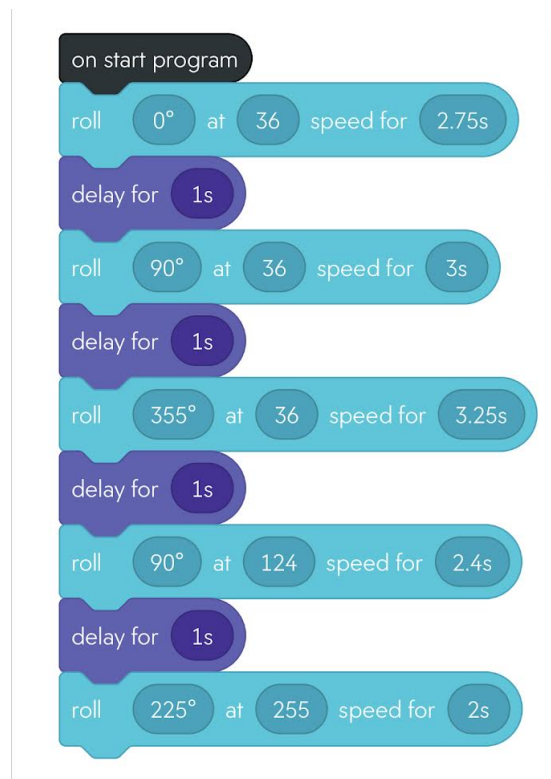 on start program
roll 0° at 36 speed for 2.75s
delay for 1s
roll 90° at 36 speed for 3s
delay for 1s
roll 355° at 36 speed for 3.25s
delay for 1s
roll 90° at 124 speed for 2.4s
delay for 1s
roll 225° at 255 speed for 2s